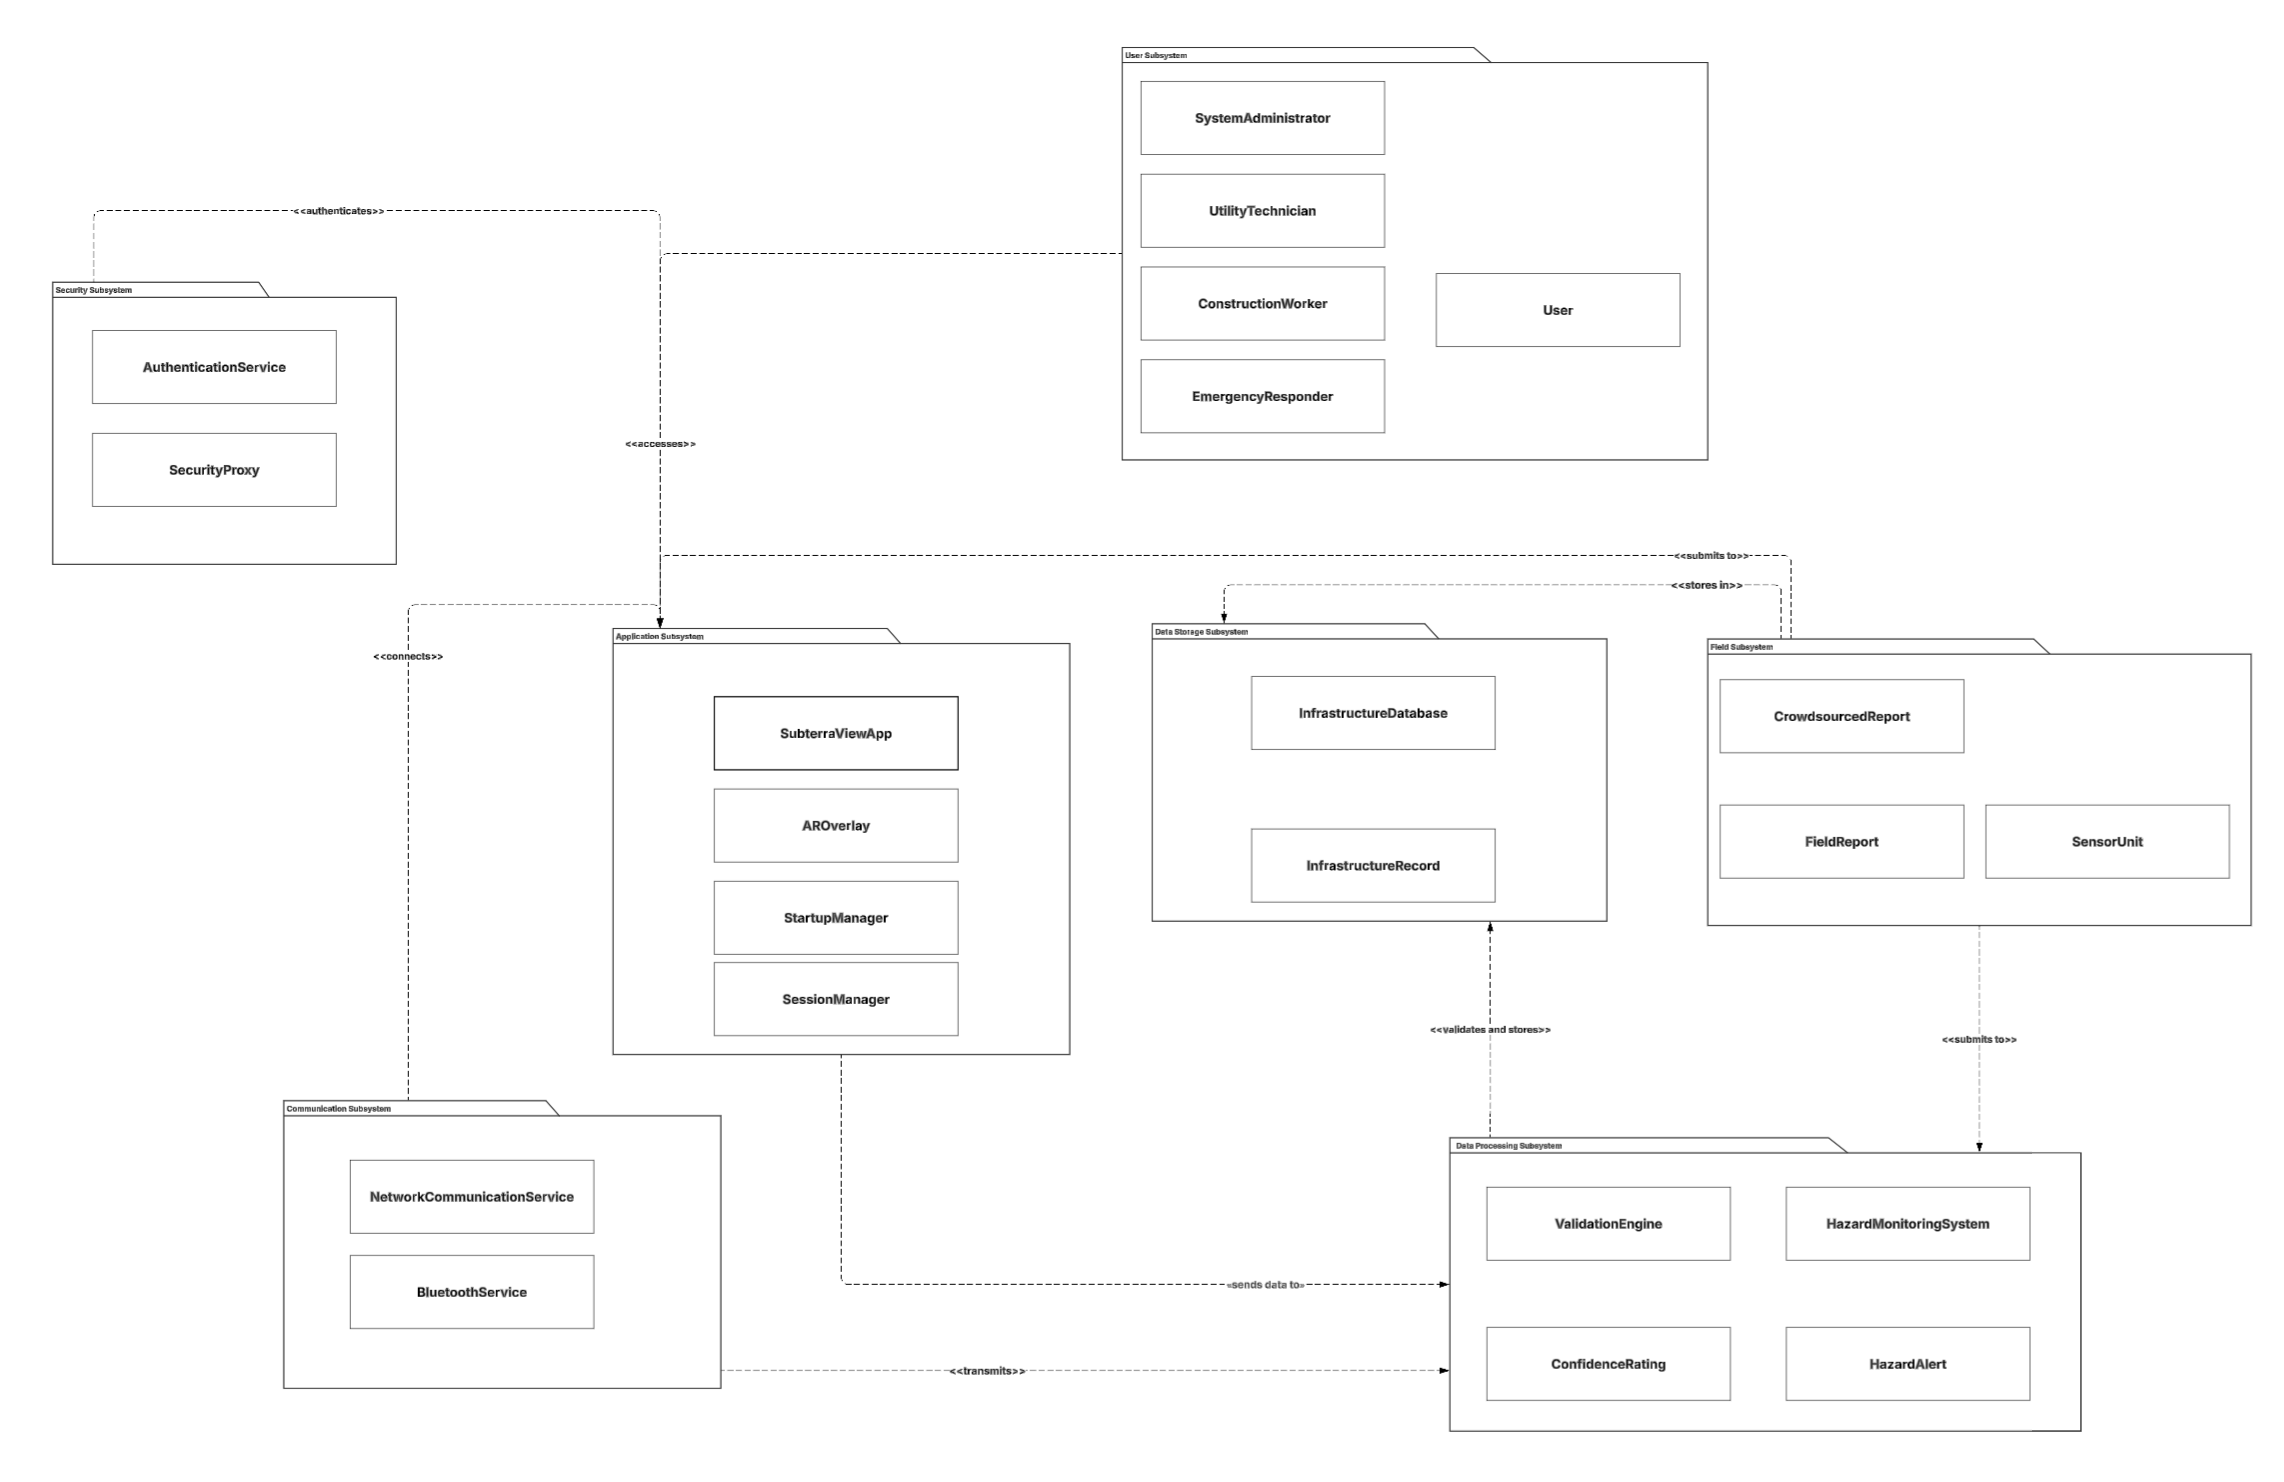 User Subsystem
SystemAdministrator
UtilityTechnician
ConstructionWorker
User
EmergencyResponder
<<authenticates>>
Security Subsystem
AuthenticationService
SecurityProxy
<<accesses>>
<<submits to>>
<<stores in>>
<<connects>>
Application Subsystem
SubterraViewApp
AROverlay
StartupManager
SessionManager
Data Storage Subsystem
InfrastructureDatabase
InfrastructureRecord
Field Subsystem
CrowdsourcedReport
FieldReport
SensorUnit
<<validates and stores>>
<<submits to>>
Communication Subsystem
NetworkCommunicationService
BluetoothService
«sends data to»
<<transmits>>
Data Processing Subsystem
ValidationEngine
HazardMonitoringSystem
ConfidenceRating
HazardAlert